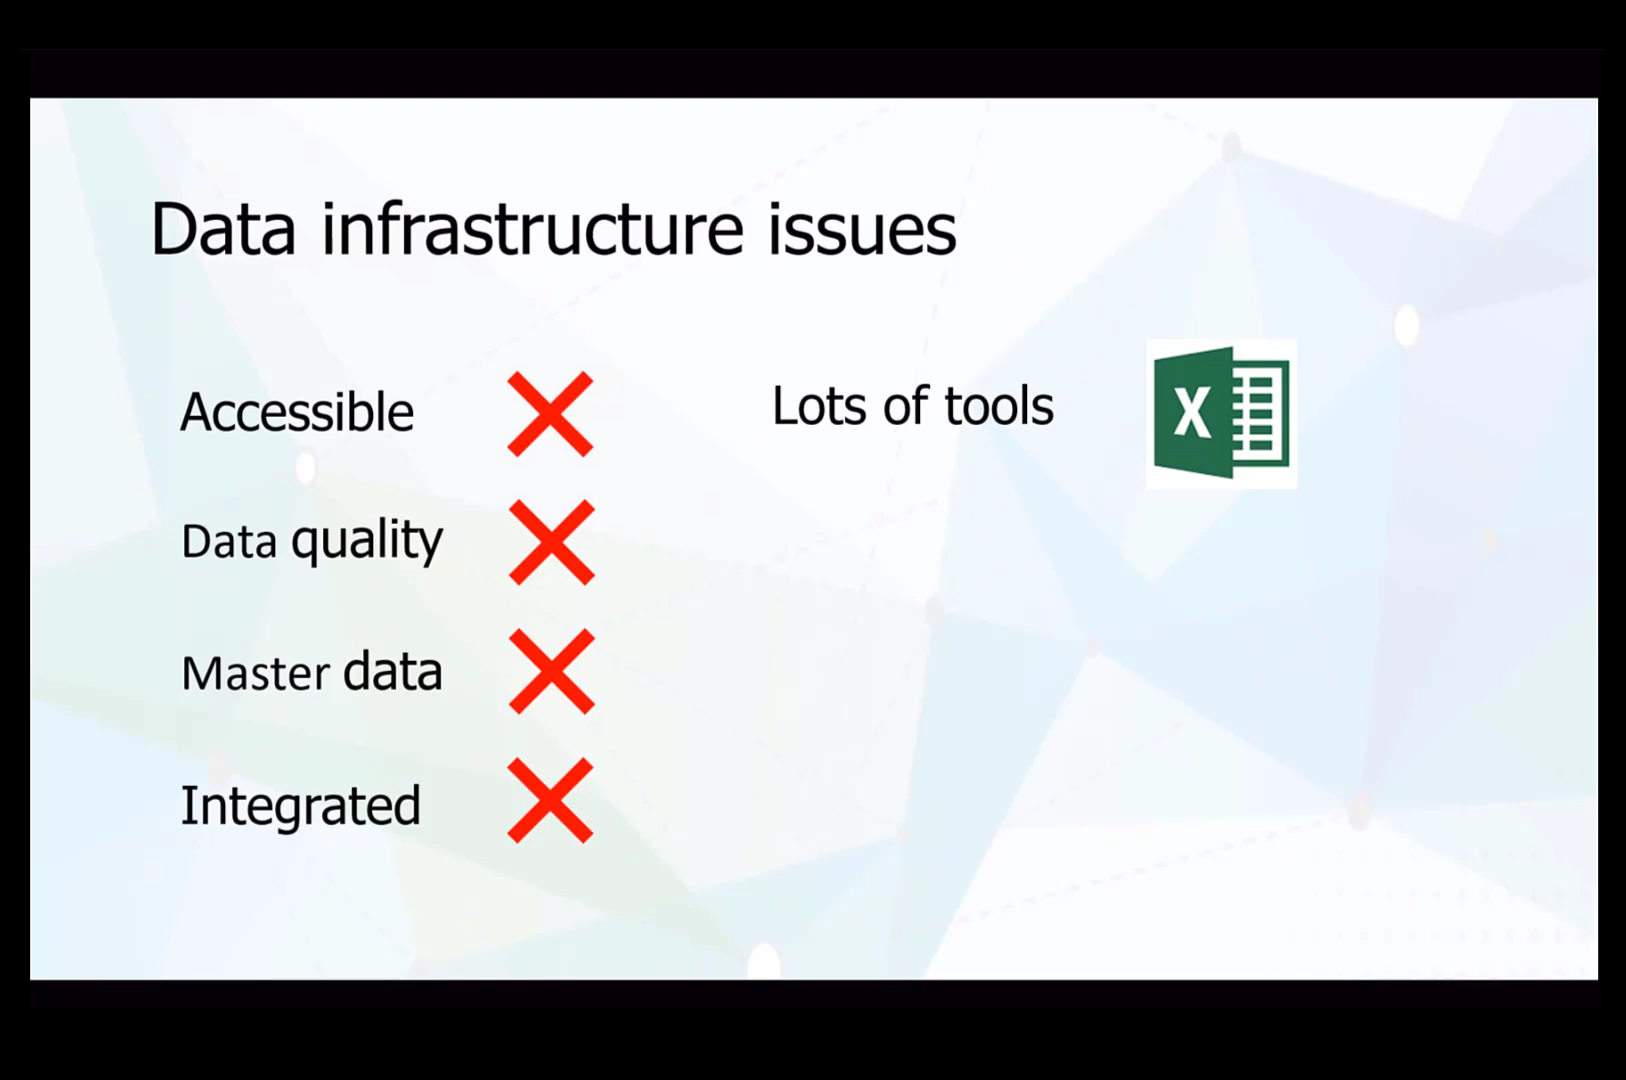 Data infrastructure issues
Accessible
Lots of tools
X
Data quality
Master data
Integrated